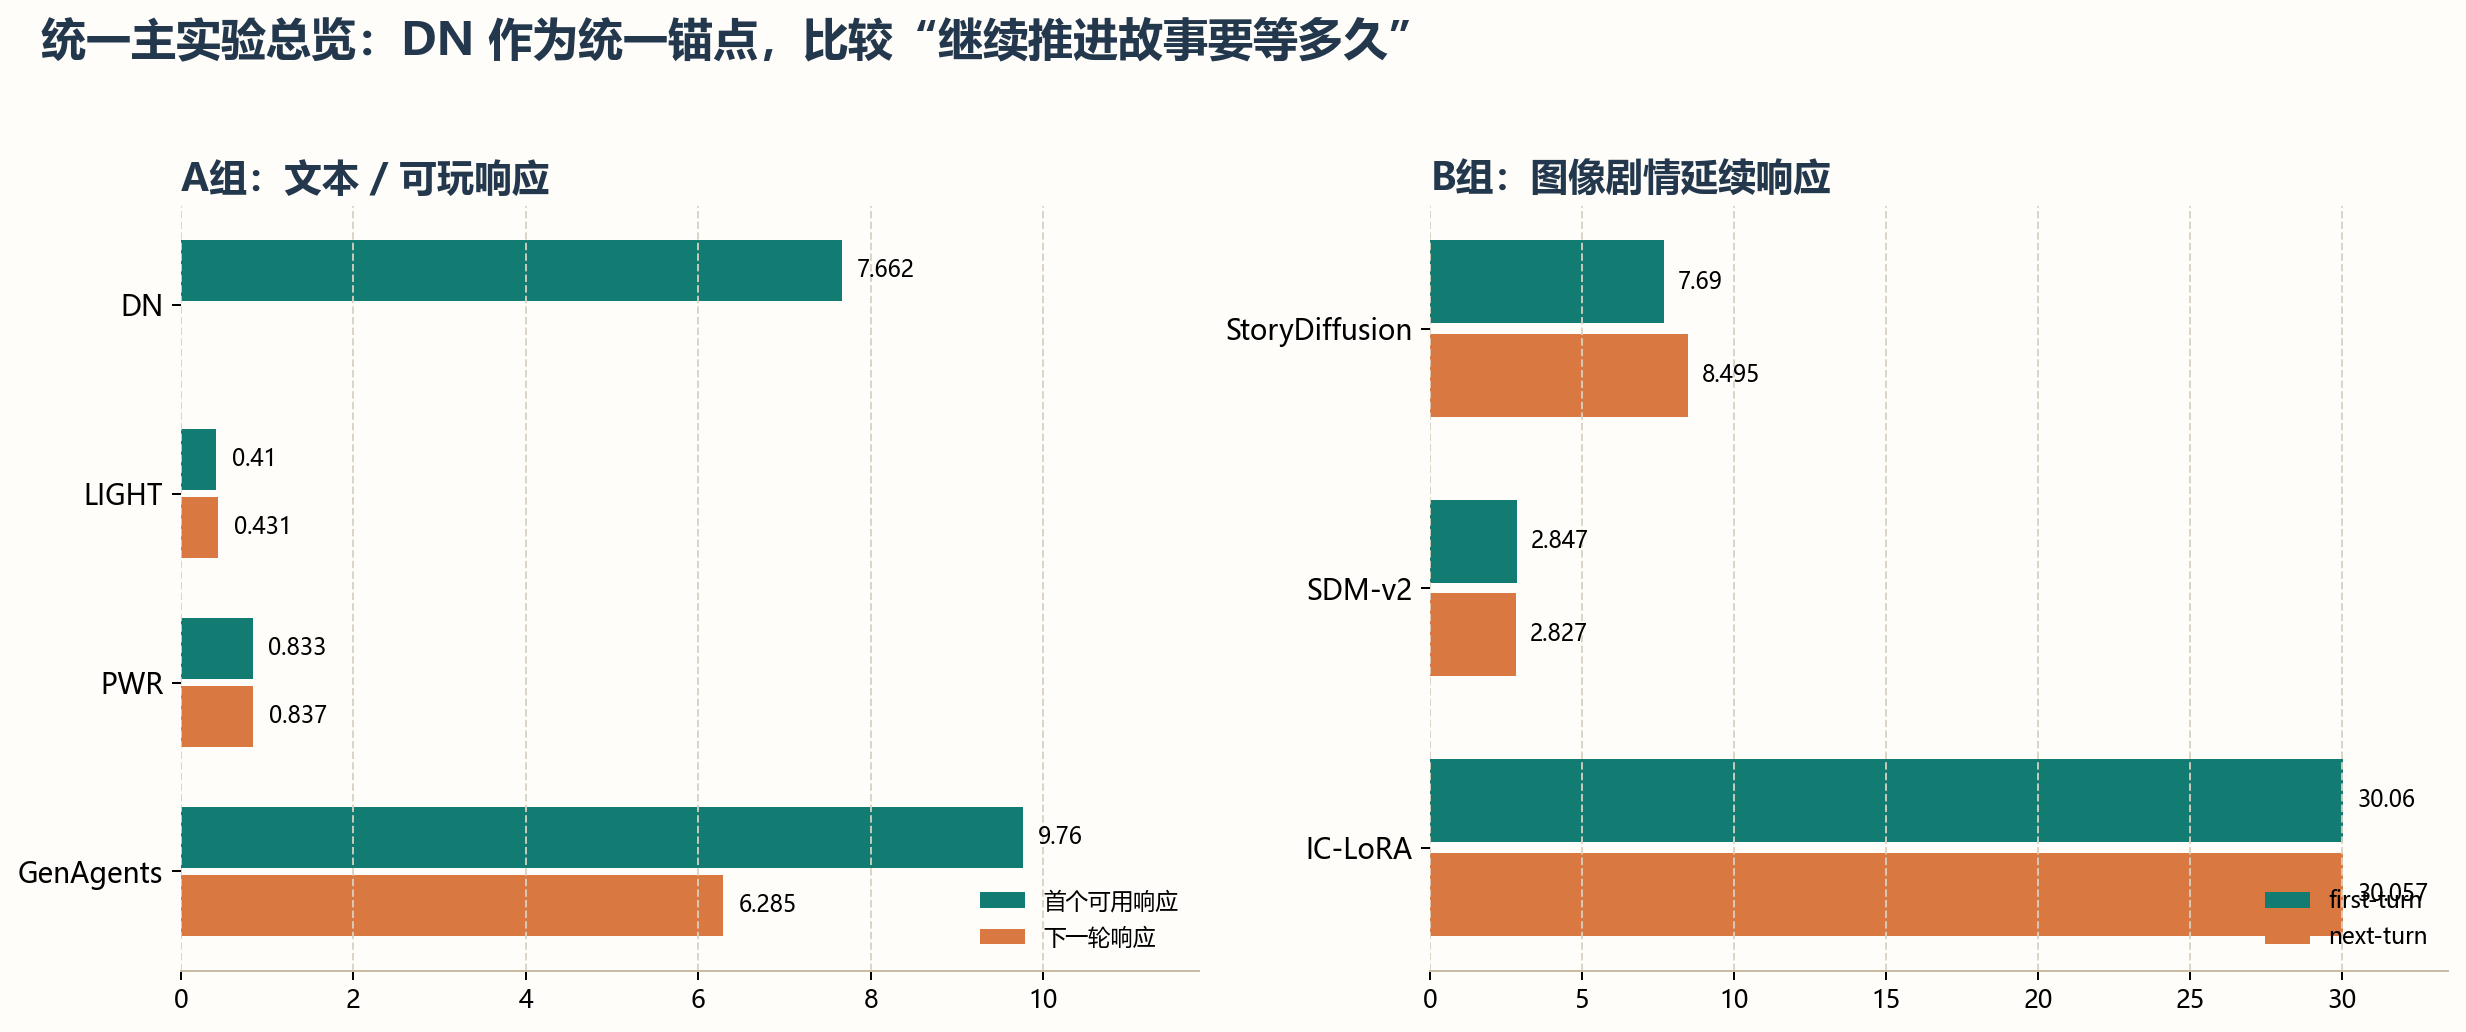 统一主实验总览：DN 作为统一锚点，比较“继续推进故事要等多久”
A组：文本 / 可玩响应
DN
7.662
LIGHT
0.41
0.431
PWR
0.833
0.837
GenAgents
9.76
6.285
首个可用响应
下一轮响应
0 2 4 6 8 10
B组：图像剧情延续响应
StoryDiffusion
7.69
8.495
SDM-v2
2.847
2.827
IC-LoRA
30.06
30.057
first-turn
next-turn
0 5 10 15 20 25 30